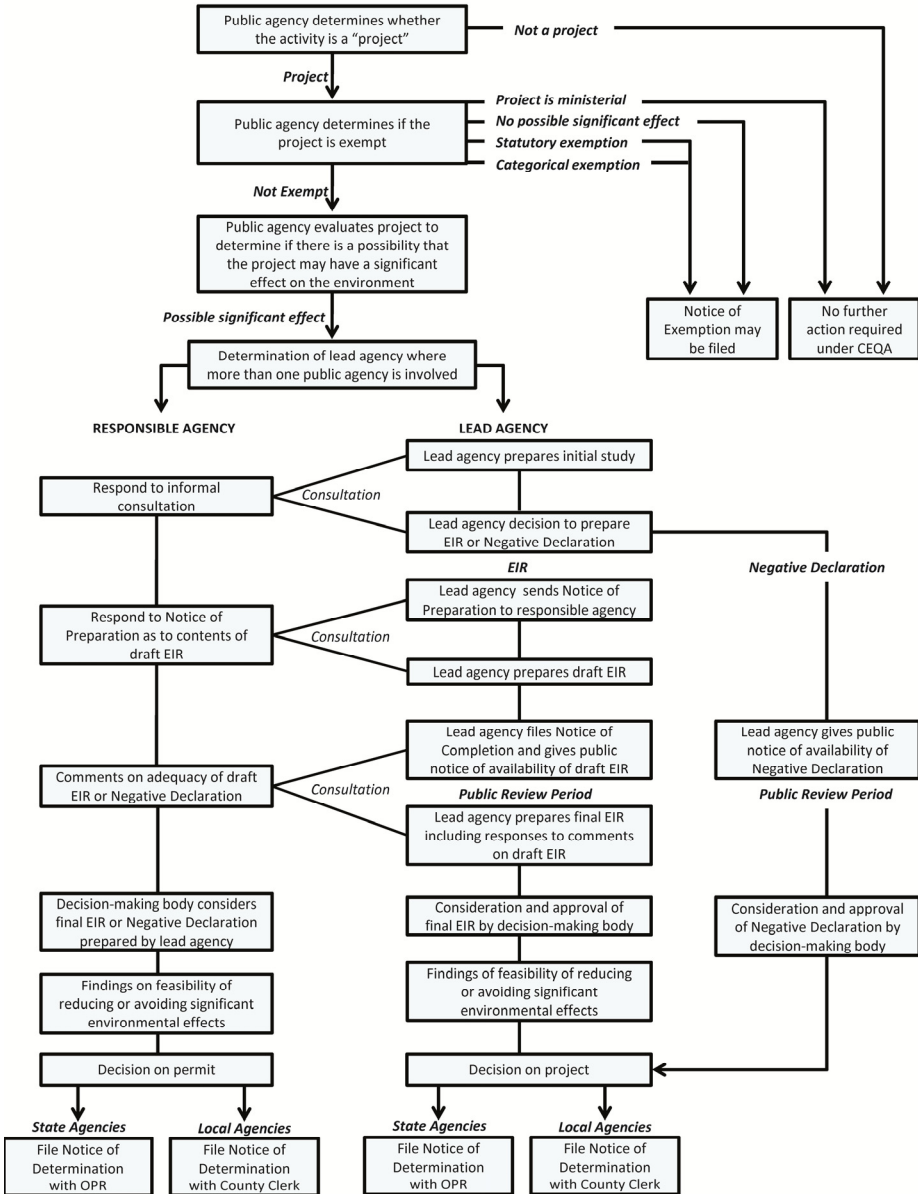 Public agency determines whether
the activity is a “project”
Not a project
Project
Public agency determines if the
project is exempt
Project is ministerial
No possible significant effect
Statutory exemption
Categorical exemption
Not Exempt
Public agency evaluates project to
determine if there is a possibility that
the project may have a significant
effect on the environment
Notice of
Exemption may
be filed
No further
action required
under CEQA
Possible significant effect
Determination of lead agency where
more than one public agency is involved
RESPONSIBLE AGENCY
LEAD AGENCY
Lead agency prepares initial study
Respond to informal
consultation
Consultation
Lead agency decision to prepare
EIR or Negative Declaration
EIR
Negative Declaration
Lead agency sends Notice of
Preparation to responsible agency
Respond to Notice of
Preparation as to contents of
draft EIR
Consultation
Lead agency prepares draft EIR
Lead agency files Notice of
Completion and gives public
notice of availability of draft EIR
Lead agency gives public
notice of availability of
Negative Declaration
Comments on adequacy of draft
EIR or Negative Declaration
Consultation
Public Review Period
Public Review Period
Lead agency prepares final EIR
including responses to comments
on draft EIR
Decision-making body considers
final EIR or Negative Declaration
prepared by lead agency
Consideration and approval of
final EIR by decision-making body
Consideration and approval
of Negative Declaration by
decision-making body
Findings on feasibility of
reducing or avoiding significant
environmental effects
Findings of feasibility of reducing
or avoiding significant
environmental effects
Decision on permit
Decision on project
State Agencies
Local Agencies
State Agencies
Local Agencies
File Notice of
Determination
with OPR
File Notice of
Determination
with County Clerk
File Notice of
Determination
with OPR
File Notice of
Determination
with County Clerk